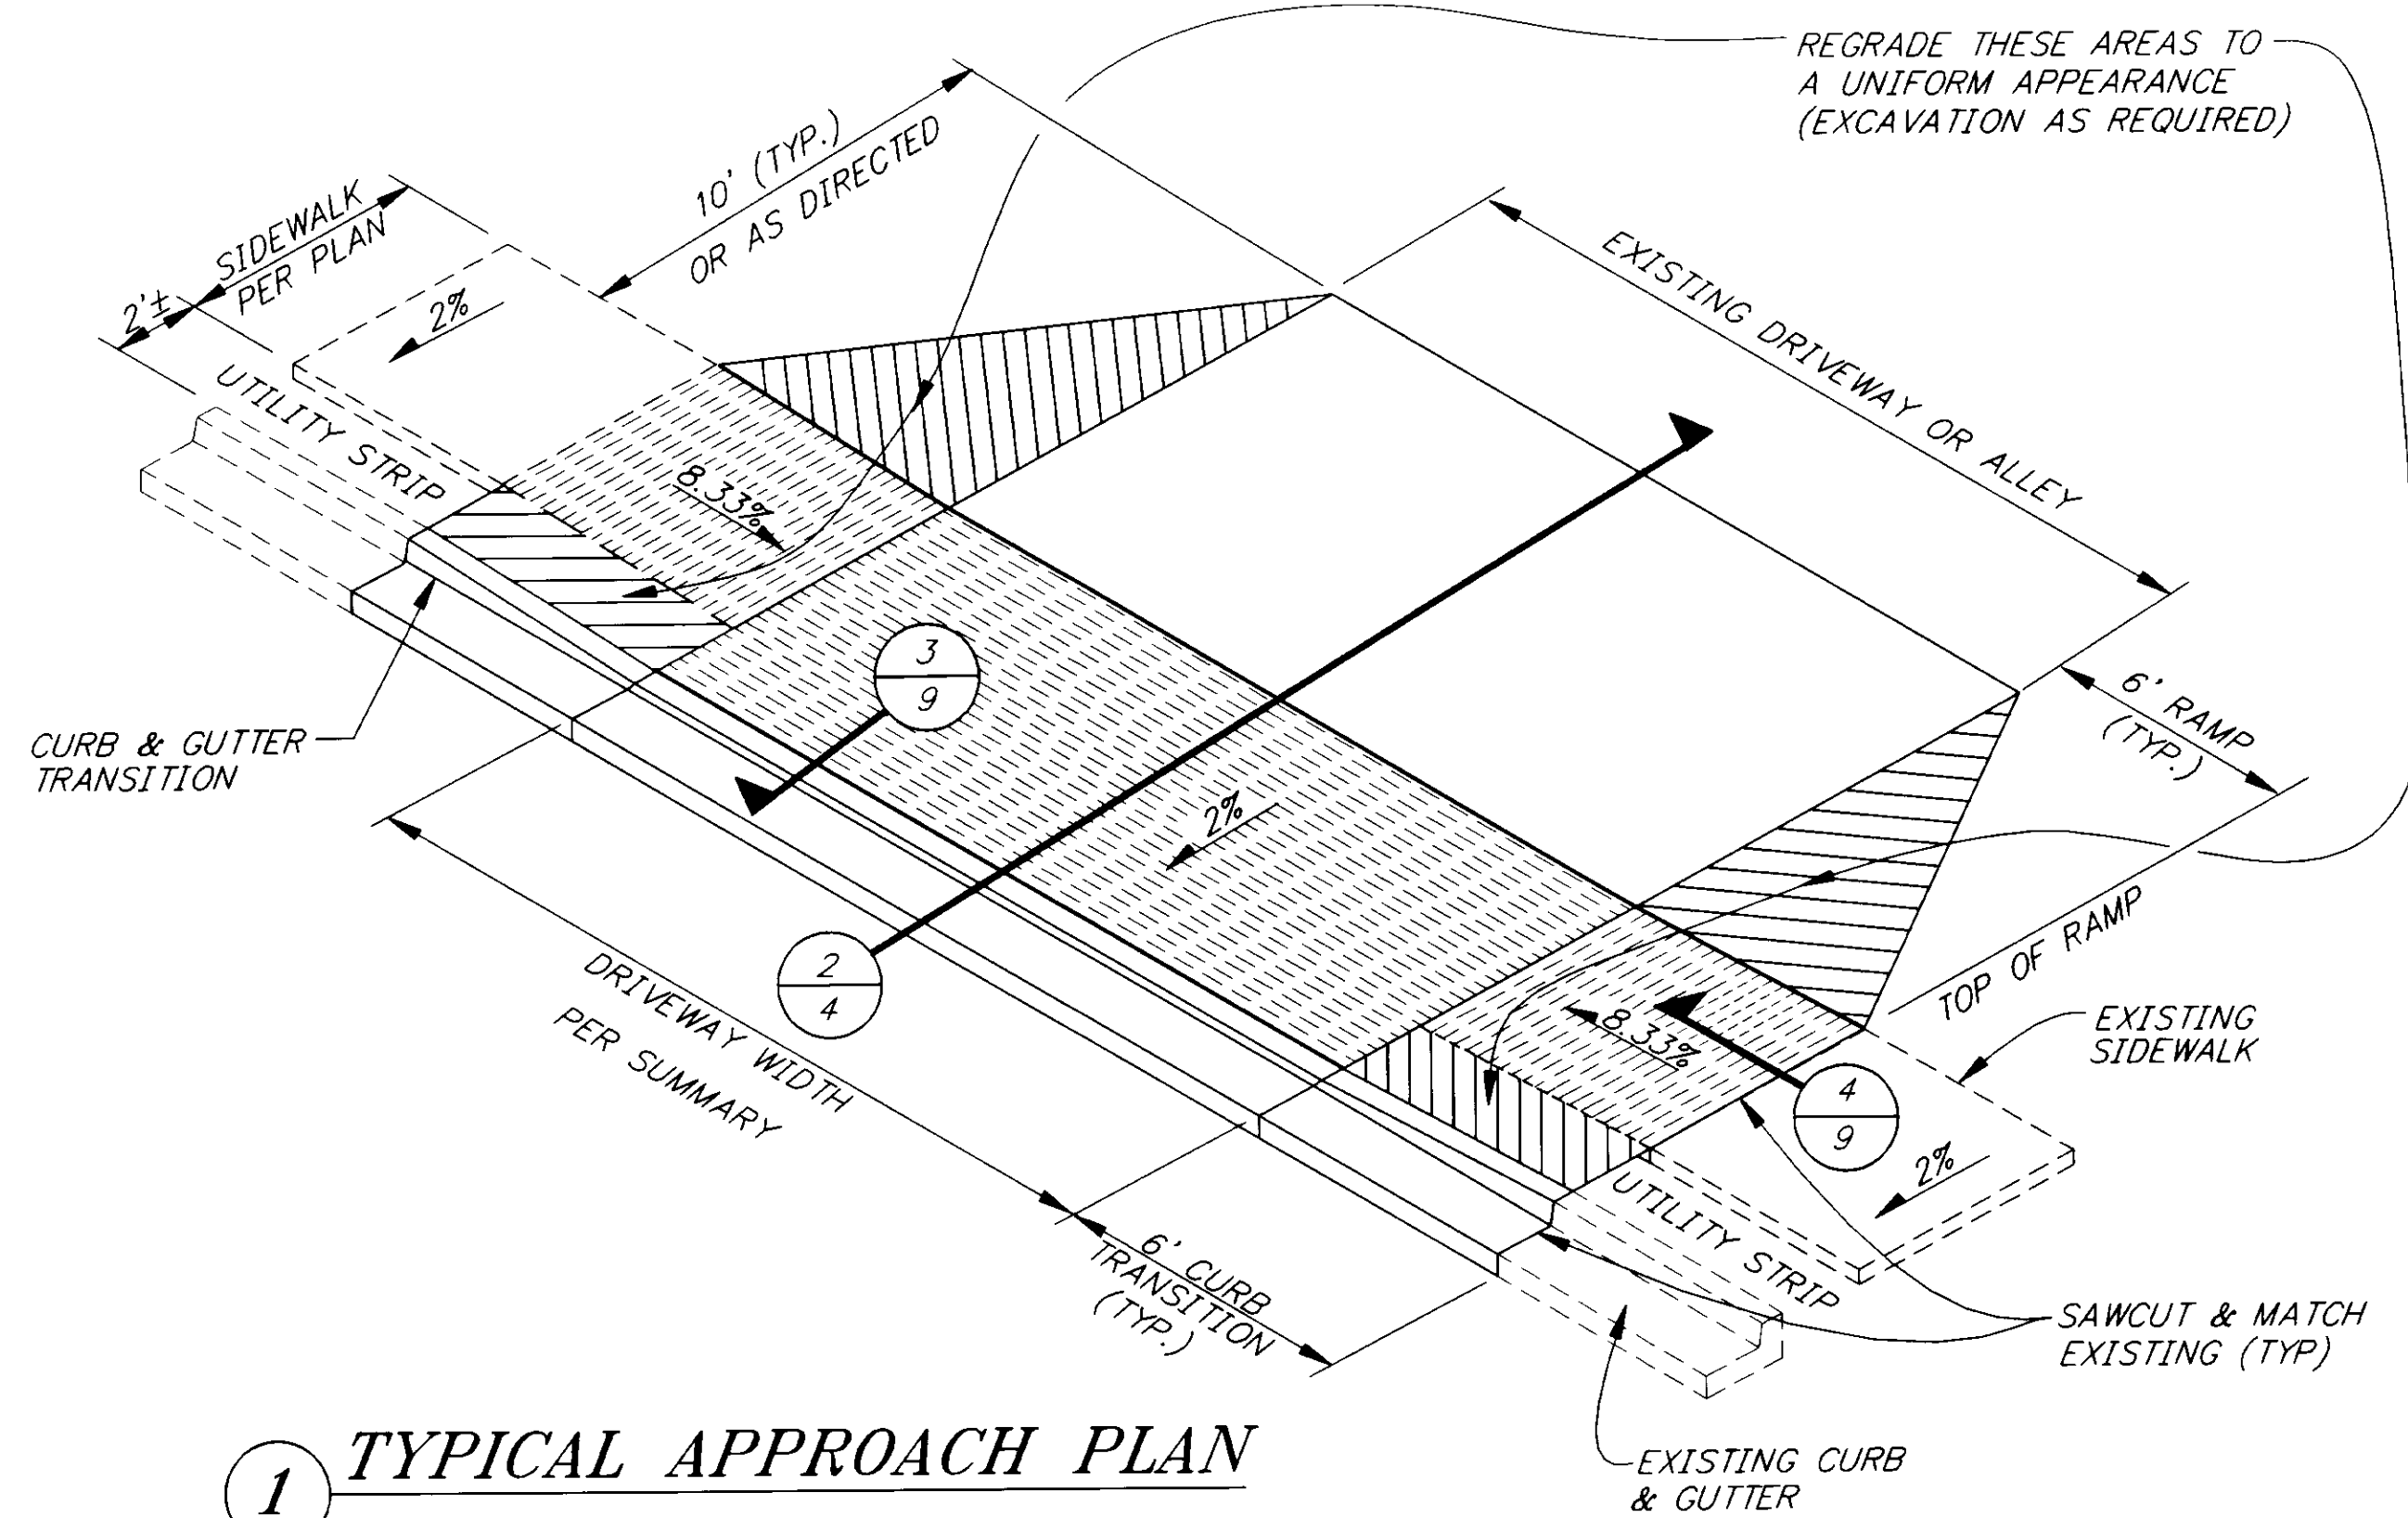 REGRADE THESE AREAS TO
A UNIFORM APPEARANCE
(EXCAVATION AS REQUIRED)
10' (TYP.)
OR AS DIRECTED
SIDEWALK
PER PLAN
2'±
2%
UTILITY STRIP
EXISTING DRIVEWAY OR ALLEY
8.33%
3
9
6' RAMP
(TYP.)
CURB & GUTTER
TRANSITION
2%
TOP OF RAMP
2
4
DRIVEWAY WIDTH
PER SUMMARY
8.33%
EXISTING
SIDEWALK
4
9
2%
UTILITY STRIP
6' CURB
TRANSITION
(TYP.)
SAWCUT & MATCH
EXISTING (TYP)
EXISTING CURB
& GUTTER
1 TYPICAL APPROACH PLAN